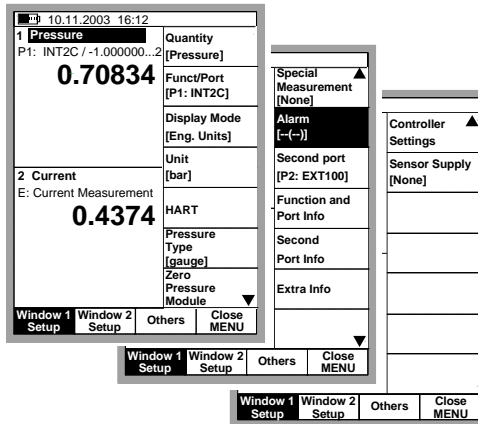 10.11.2003 16:12
1 Pressure
P1: INT2C / -1.000000...2
0.70834
2 Current
E: Current Measurement
0.4374
Quantity
[Pressure]
Funct/Port
[P1: INT2C]
Display Mode
[Eng. Units]
Unit
[bar]
HART
Pressure
Type
[gauge]
Zero
Pressure
Module
Window 1 Setup
Window 2 Setup
Others
Close MENU
Special
Measurement
[None]
Alarm
[--(--)]
Second port
[P2: EXT100]
Function and
Port Info
Second
Port Info
Extra Info
Window 1 Setup
Window 2 Setup
Others
Close MENU
Controller
Settings
Sensor Supply
[None]
Window 1 Setup
Window 2 Setup
Others
Close MENU